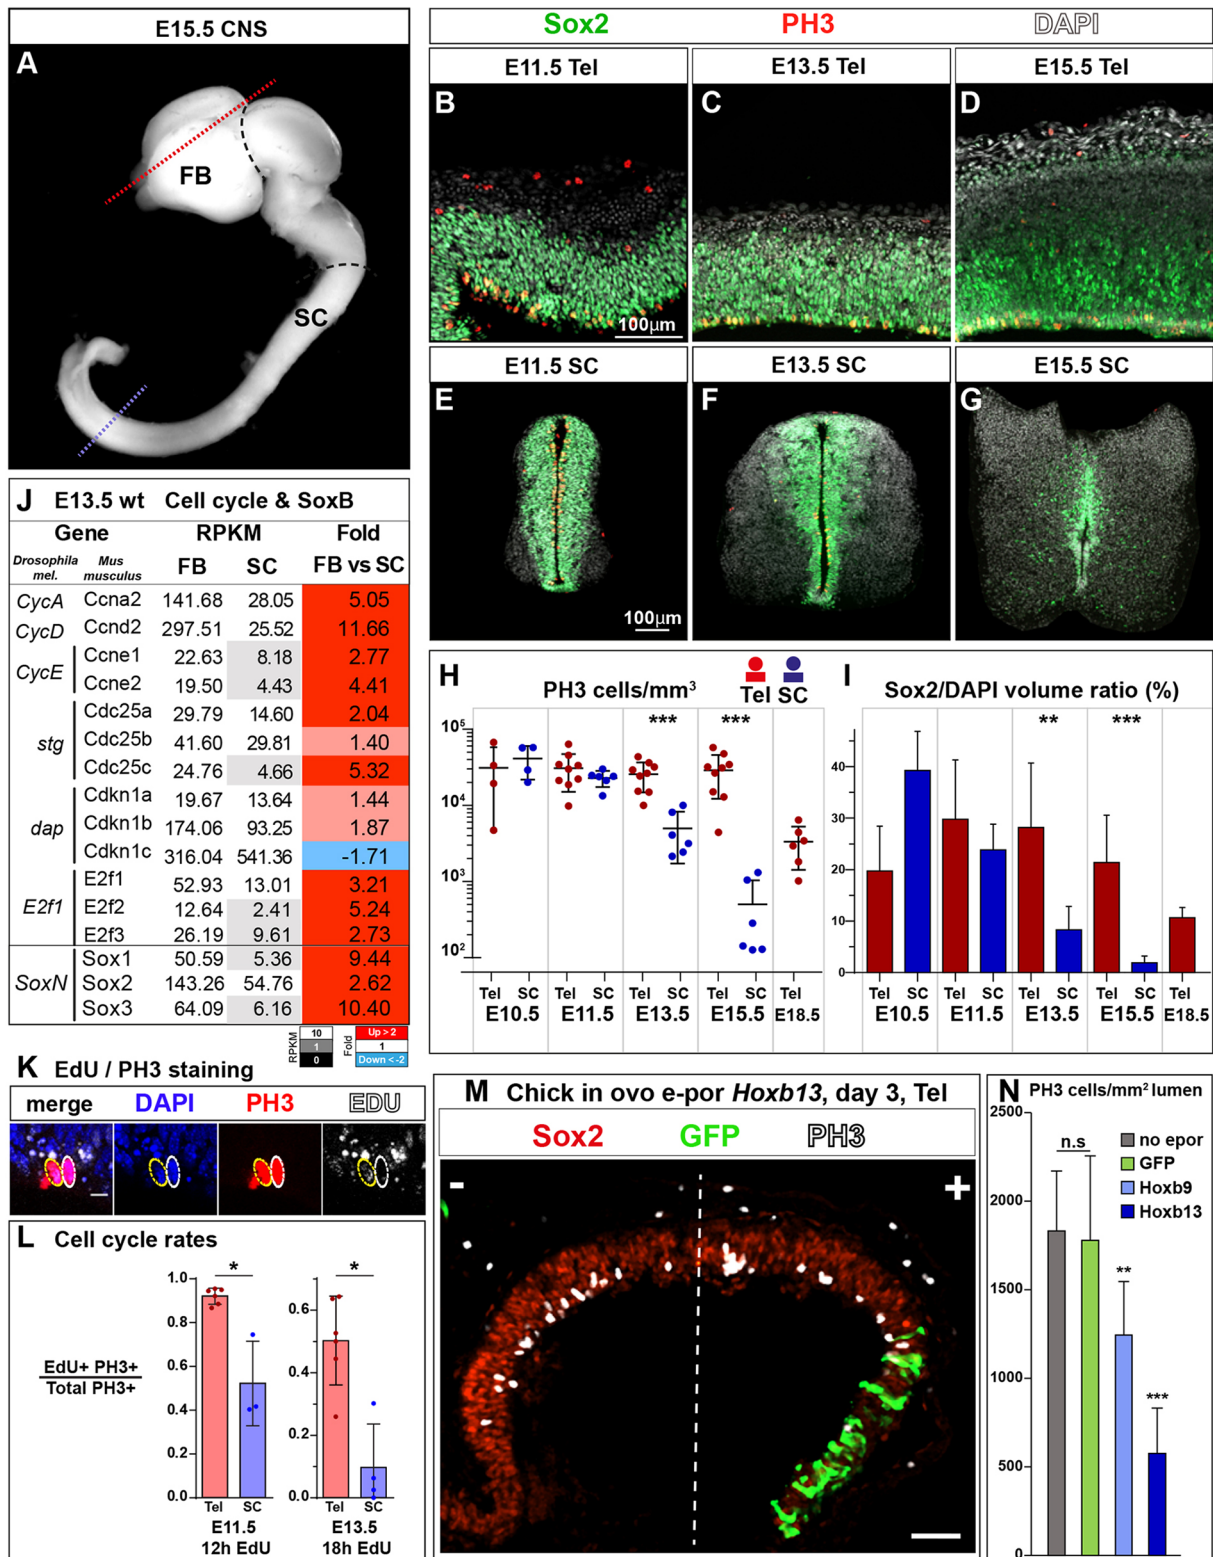 E15.5 CNS
A
FB
SC
Sox2 PH3 DAPI
E11.5 Tel E13.5 Tel E15.5 Tel
B C D
100µm
E11.5 SC E13.5 SC E15.5 SC
E F G
100µm
J E13.5 wt Cell cycle & SoxB
Gene RPKM Fold
Drosophila mel. Mus musculus FB SC FB vs SC
CycA Ccna2 141.68 28.05 5.05
CycD Ccnd2 297.51 25.52 11.66
CycE Ccne1 22.63 8.18 2.77
Ccne2 19.50 4.43 4.41
stg Cdc25a 29.79 14.60 2.04
Cdc25b 41.60 29.81 1.40
Cdc25c 24.76 4.66 5.32
dap Cdkn1a 19.67 13.64 1.44
Cdkn1b 174.06 93.25 1.87
Cdkn1c 316.04 541.36 -1.71
E2f1 E2f1 52.93 13.01 3.21
E2f2 12.64 2.41 5.24
E2f3 26.19 9.61 2.73
SoxN Sox1 50.59 5.36 9.44
Sox2 143.26 54.76 2.62
Sox3 64.09 6.16 10.40
RPKM 10 1 0
Fold Up > 2 1 Down < -2
H PH3 cells/mm³
Tel SC
*** ***
10⁵
10⁴
10³
10²
Tel SC Tel SC Tel SC Tel SC Tel
E10.5 E11.5 E13.5 E15.5 E18.5
I Sox2/DAPI volume ratio (%)
** ***
40
30
20
10
0
Tel SC Tel SC Tel SC Tel SC Tel
E10.5 E11.5 E13.5 E15.5 E18.5
K EdU / PH3 staining
merge DAPI PH3 EDU
L Cell cycle rates
EdU+ PH3+
Total PH3+
* *
1.0
0.8
0.6
0.4
0.2
0.0
Tel SC
E11.5
12h EdU
0.6
0.4
0.2
0.0
Tel SC
E13.5
18h EdU
M Chick in ovo e-por Hoxb13, day 3, Tel
Sox2 GFP PH3
- +
N PH3 cells/mm² lumen
2500
2000
1500
1000
500
0
n.s
** ***
no epor
GFP
Hoxb9
Hoxb13